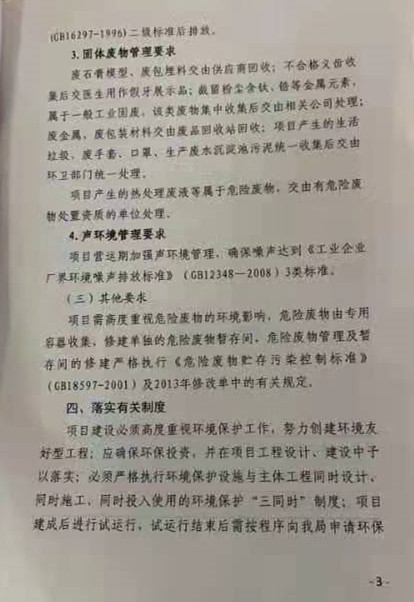 (GB16297-1996)二级标准后排放。
3.固体废物管理要求
废石膏模型、废包埋料交由供应商回收；不合格义齿收
集后交医生用作假牙展示品；截留粉尘含钛、锆等金属元素，
属于一般工业固废，该类废物集中收集后交由相关公司处理；
废金属、废包装材料交由废品回收站回收；项目产生的生活
垃圾、废手套、口罩、生产废水沉淀池污泥统一收集后交由
环卫部门统一处理。
项目产生的热处理废液等属于危险废物，交由有危险废
物处置资质的单位处理。
4.声环境管理要求
项目营运期加强声环境管理，确保噪声达到《工业企业
厂界环境噪声排放标准》（GB12348—2008）3类标准。
（三）其他要求
项目需高度重视危险废物的环境影响，危险废物由专用
容器收集，修建单独的危险废物暂存间，危险废物管理及暂
存间的修建严格执行《危险废物贮存污染控制标准》
（GB18597-2001）及2013年修改单中的有关规定。
四、落实有关制度
项目建设必须高度重视环境保护工作，努力创建环境友
好型工程；应确保环保投资，并在项目工程设计、建设中予
以落实；必须严格执行环境保护设施与主体工程同时设计、
同时施工、同时投入使用的环境保护“三同时”制度；项目
建成后进行试运行，试运行结束后需按程序向我局申请环保
-3-